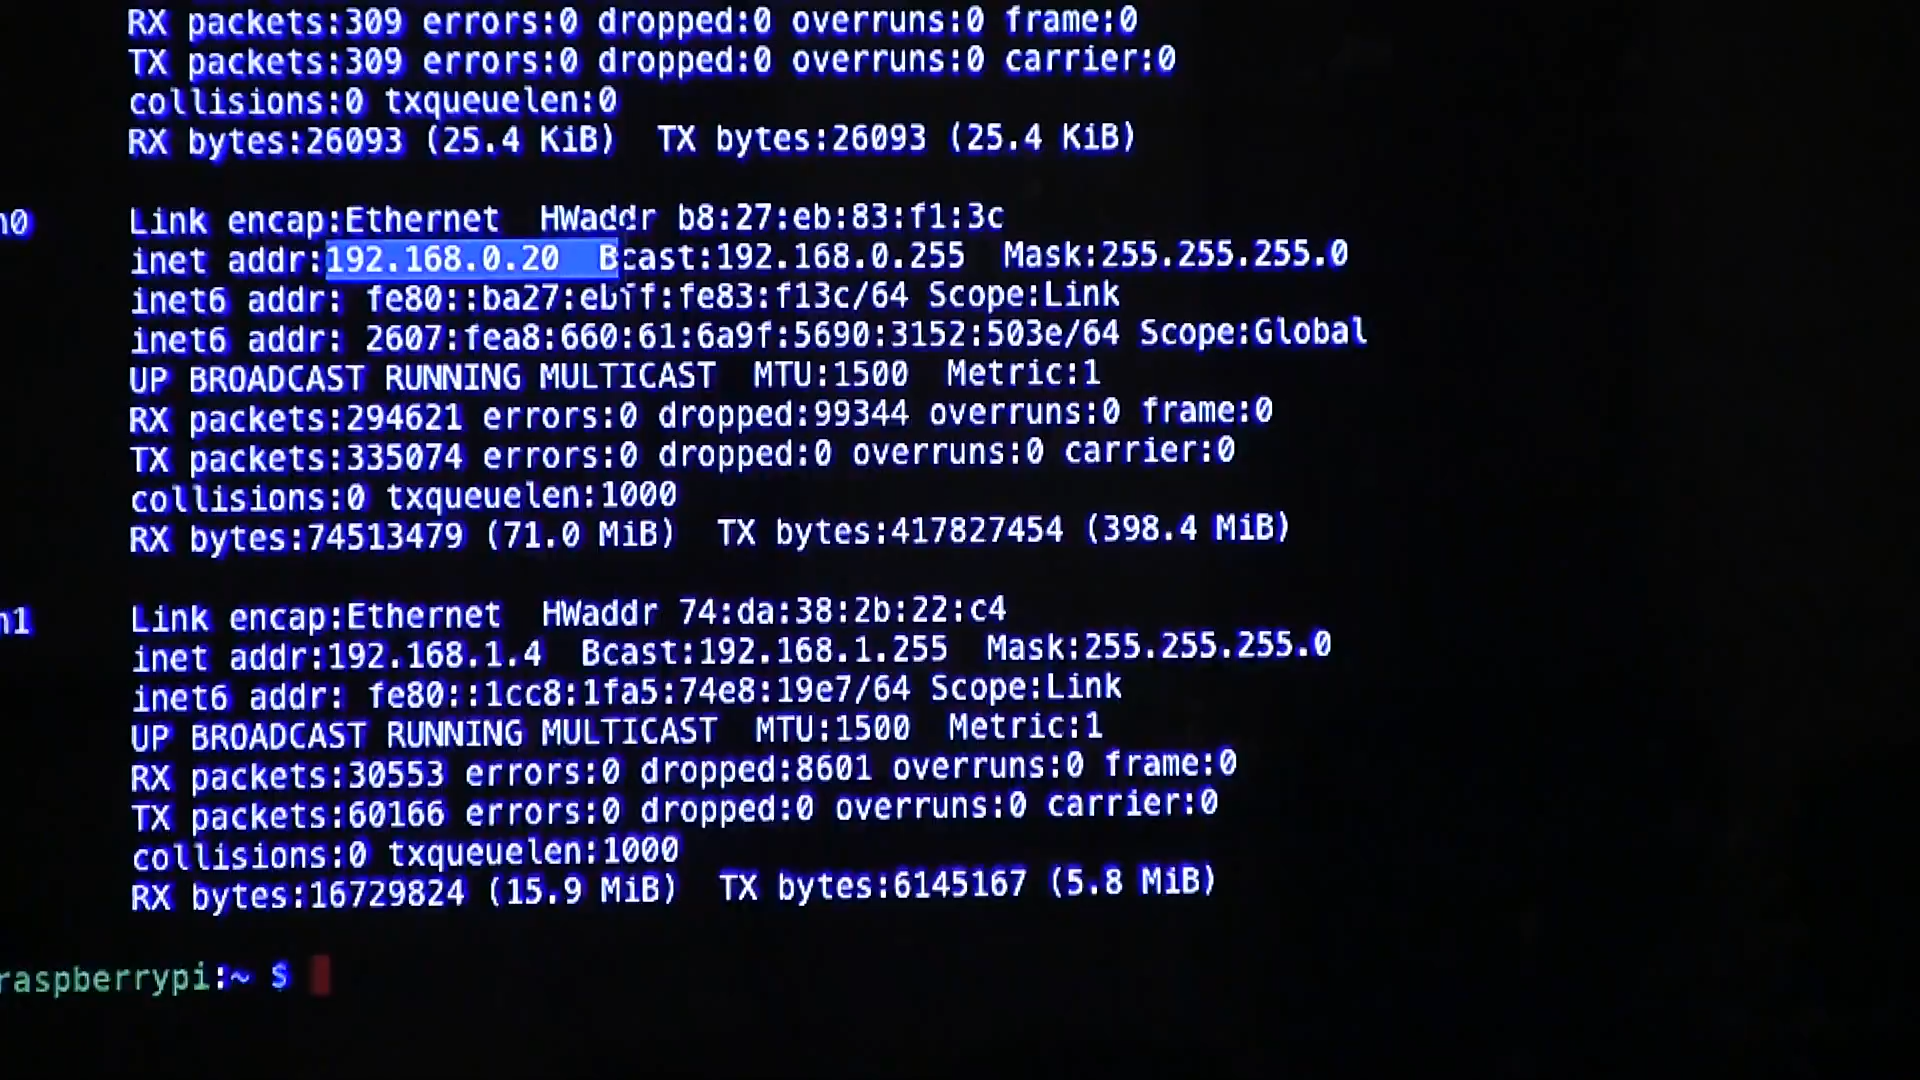 RX packets:309 errors:0 dropped:0 overruns:0 frame:0
TX packets:309 errors:0 dropped:0 overruns:0 carrier:0
collisions:0 txqueuelen:0
RX bytes:26093 (25.4 KiB)  TX bytes:26093 (25.4 KiB)
n0 Link encap:Ethernet  HWaddr b8:27:eb:83:f1:3c
inet addr:192.168.0.20  Bcast:192.168.0.255  Mask:255.255.255.0
inet6 addr: fe80::ba27:ebff:fe83:f13c/64 Scope:Link
inet6 addr: 2607:fea8:660:61:6a9f:5690:3152:503e/64 Scope:Global
UP BROADCAST RUNNING MULTICAST  MTU:1500  Metric:1
RX packets:294621 errors:0 dropped:99344 overruns:0 frame:0
TX packets:335074 errors:0 dropped:0 overruns:0 carrier:0
collisions:0 txqueuelen:1000
RX bytes:74513479 (71.0 MiB)  TX bytes:417827454 (398.4 MiB)
n1 Link encap:Ethernet  HWaddr 74:da:38:2b:22:c4
inet addr:192.168.1.4  Bcast:192.168.1.255  Mask:255.255.255.0
inet6 addr: fe80::1cc8:1fa5:74e8:19e7/64 Scope:Link
UP BROADCAST RUNNING MULTICAST  MTU:1500  Metric:1
RX packets:30553 errors:0 dropped:8601 overruns:0 frame:0
TX packets:60166 errors:0 dropped:0 overruns:0 carrier:0
collisions:0 txqueuelen:1000
RX bytes:16729824 (15.9 MiB)  TX bytes:6145167 (5.8 MiB)
raspberrypi:~ $